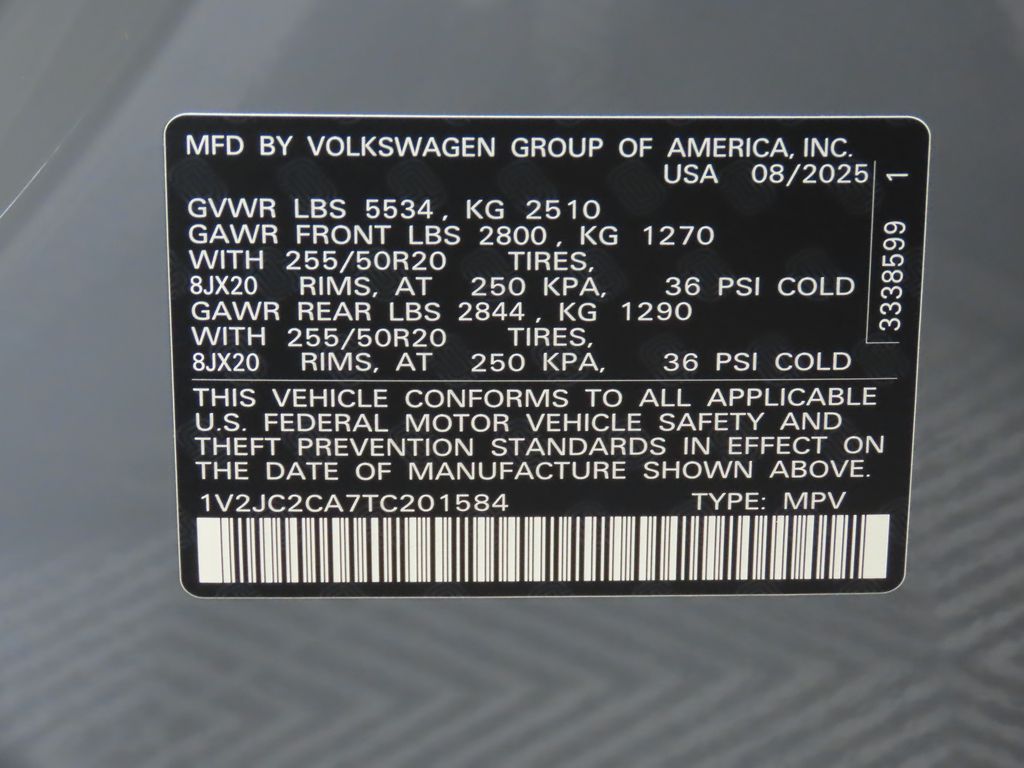 MFD BY VOLKSWAGEN GROUP OF AMERICA, INC.
USA 08/2025
GVWR LBS 5534, KG 2510
GAWR FRONT LBS 2800, KG 1270
WITH 255/50R20 TIRES,
8JX20 RIMS, AT 250 KPA, 36 PSI COLD
GAWR REAR LBS 2844, KG 1290
WITH 255/50R20 TIRES,
8JX20 RIMS, AT 250 KPA, 36 PSI COLD
3338599 1
THIS VEHICLE CONFORMS TO ALL APPLICABLE
U.S. FEDERAL MOTOR VEHICLE SAFETY AND
THEFT PREVENTION STANDARDS IN EFFECT ON
THE DATE OF MANUFACTURE SHOWN ABOVE.
1V2JC2CA7TC201584 TYPE: MPV